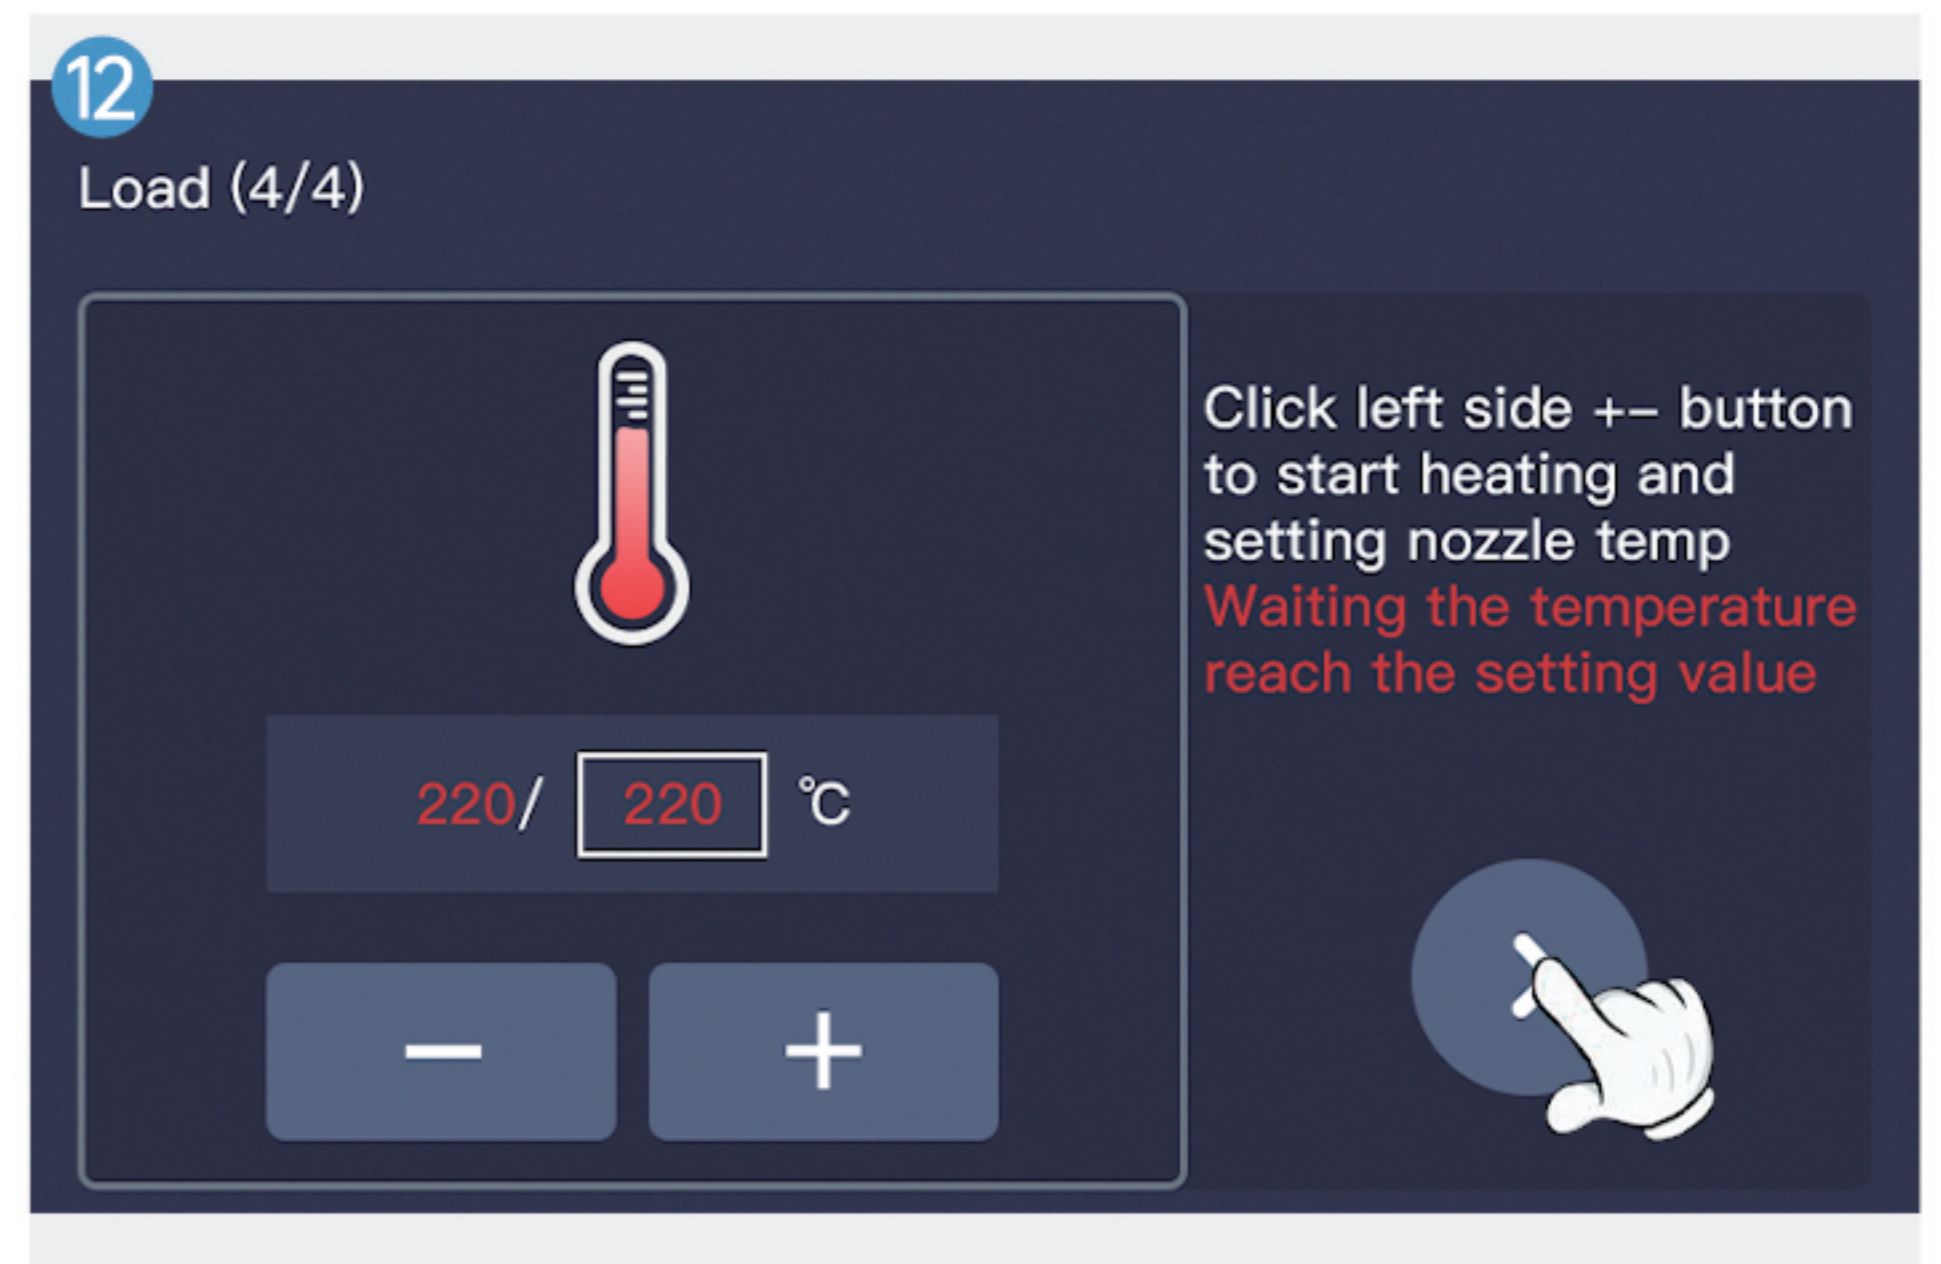 12
Load (4/4)
Click left side +− button
to start heating and
setting nozzle temp
Waiting the temperature
reach the setting value
220/ 220 ℃
− +